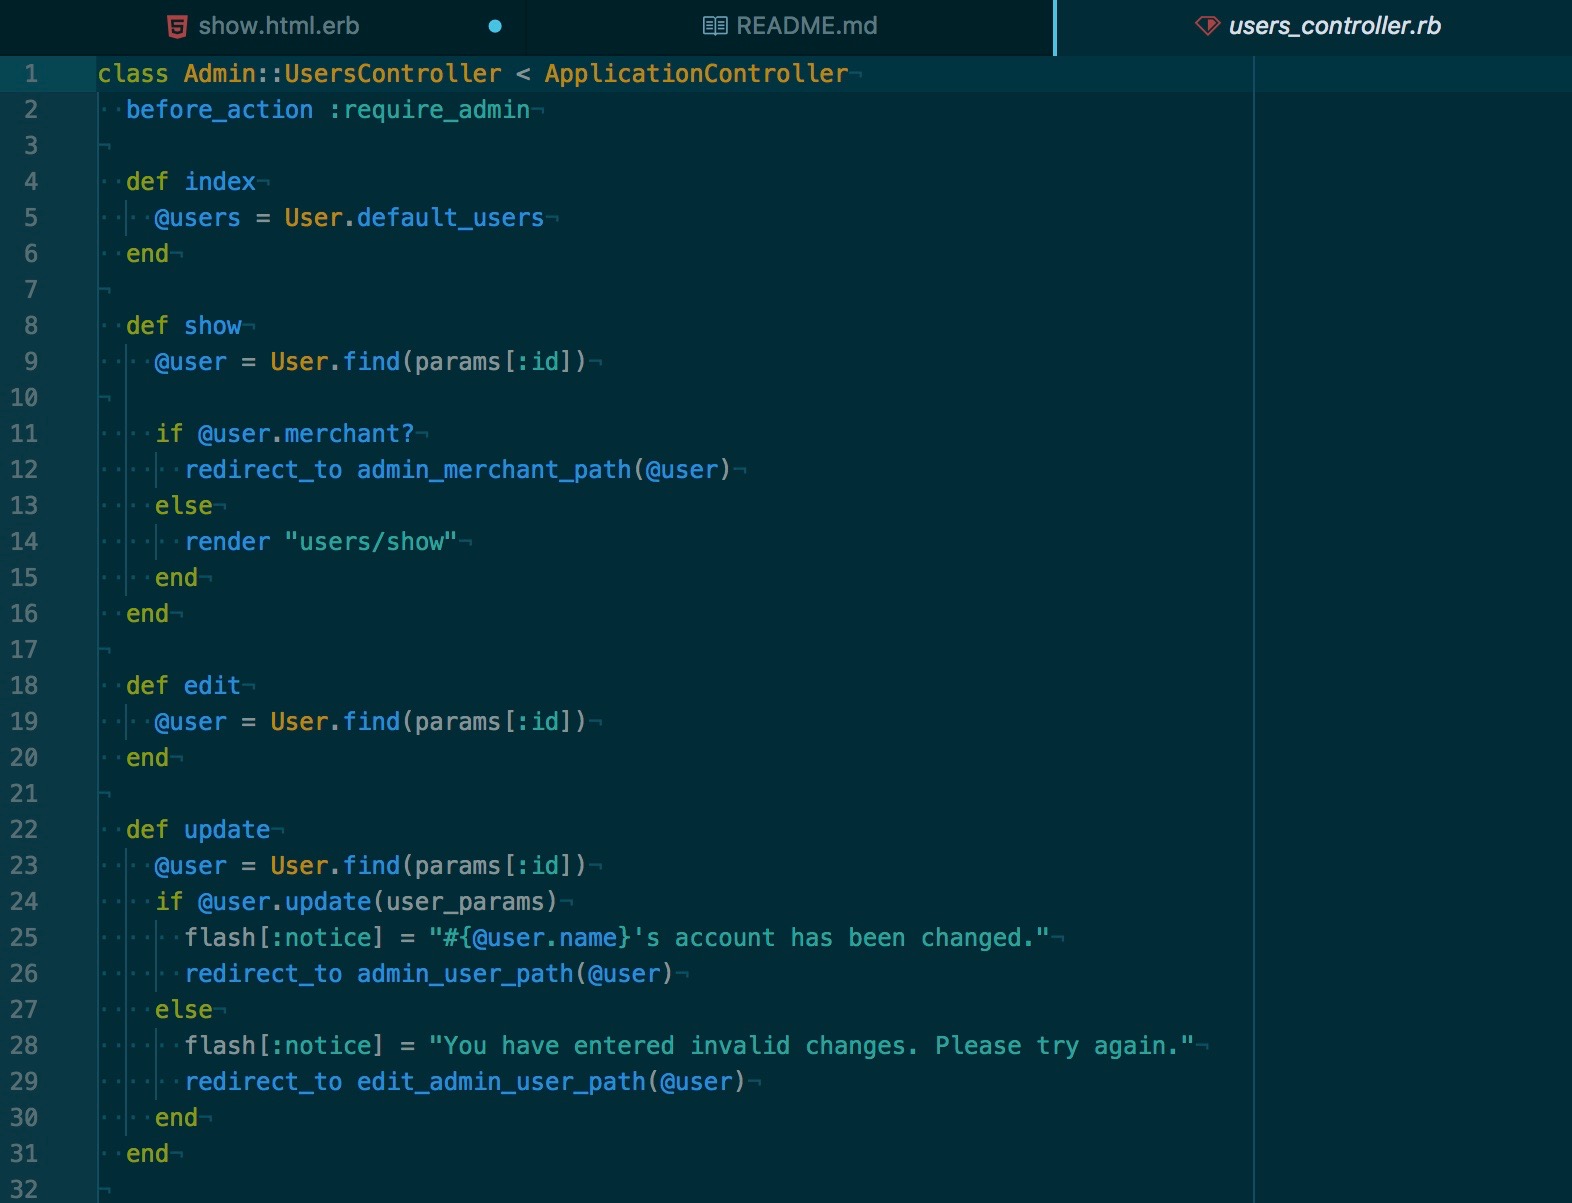 show.html.erb README.md users_controller.rb
1 class Admin::UsersController < ApplicationController
2   before_action :require_admin
3
4   def index
5     @users = User.default_users
6   end
7
8   def show
9     @user = User.find(params[:id])
10
11     if @user.merchant?
12       redirect_to admin_merchant_path(@user)
13     else
14       render "users/show"
15     end
16   end
17
18   def edit
19     @user = User.find(params[:id])
20   end
21
22   def update
23     @user = User.find(params[:id])
24     if @user.update(user_params)
25       flash[:notice] = "#{@user.name}'s account has been changed."
26       redirect_to admin_user_path(@user)
27     else
28       flash[:notice] = "You have entered invalid changes. Please try again."
29       redirect_to edit_admin_user_path(@user)
30     end
31   end
32